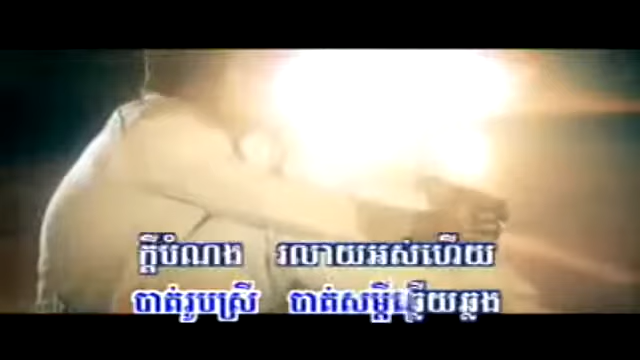 ក្ដីបំណង រលាយអស់ហើយ
បាត់រូបស្រី បាត់សម្ដីឆ្លើយឆ្លង